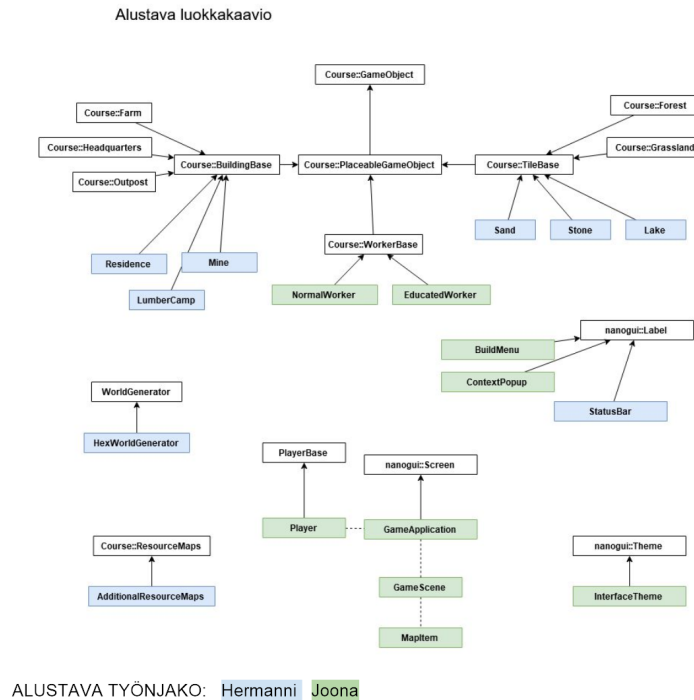 Alustava luokkakaavio
Course::GameObject
Course::Farm
Course::Forest
Course::Headquarters
Course::Grassland
Course::BuildingBase
Course::PlaceableGameObject
Course::TileBase
Course::Outpost
Sand
Stone
Lake
Course::WorkerBase
Residence
Mine
LumberCamp
NormalWorker
EducatedWorker
nanogui::Label
BuildMenu
ContextPopup
StatusBar
WorldGenerator
HexWorldGenerator
PlayerBase
nanogui::Screen
Player
GameApplication
Course::ResourceMaps
nanogui::Theme
GameScene
AdditionalResourceMaps
InterfaceTheme
MapItem
ALUSTAVA TYÖNJAKO: Hermanni Joona